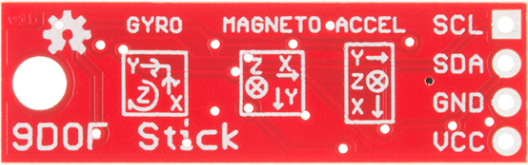 GYRO MAGNETO ACCEL SCL
Y Z X Z X Y Y Z X SDA
GND
9DOF Stick VCC